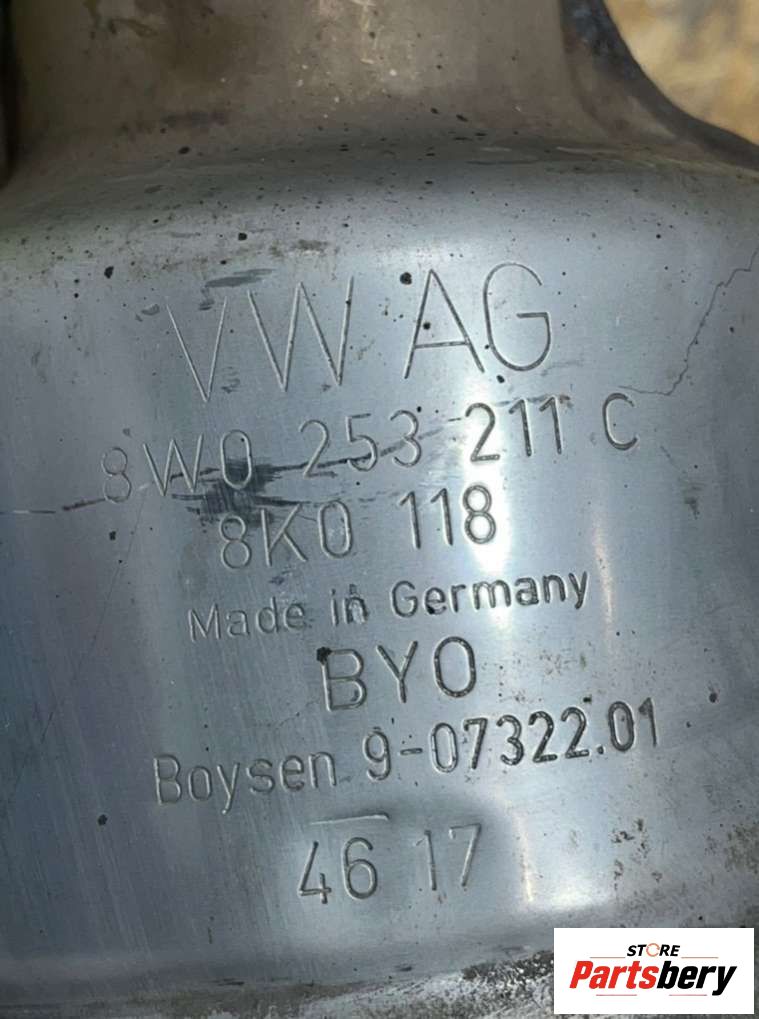 VW AG
8W0 253 211 C
8K0 118
Made in Germany
BYO
Boysen 9-07322.01
46 17
STORE
Partsbery